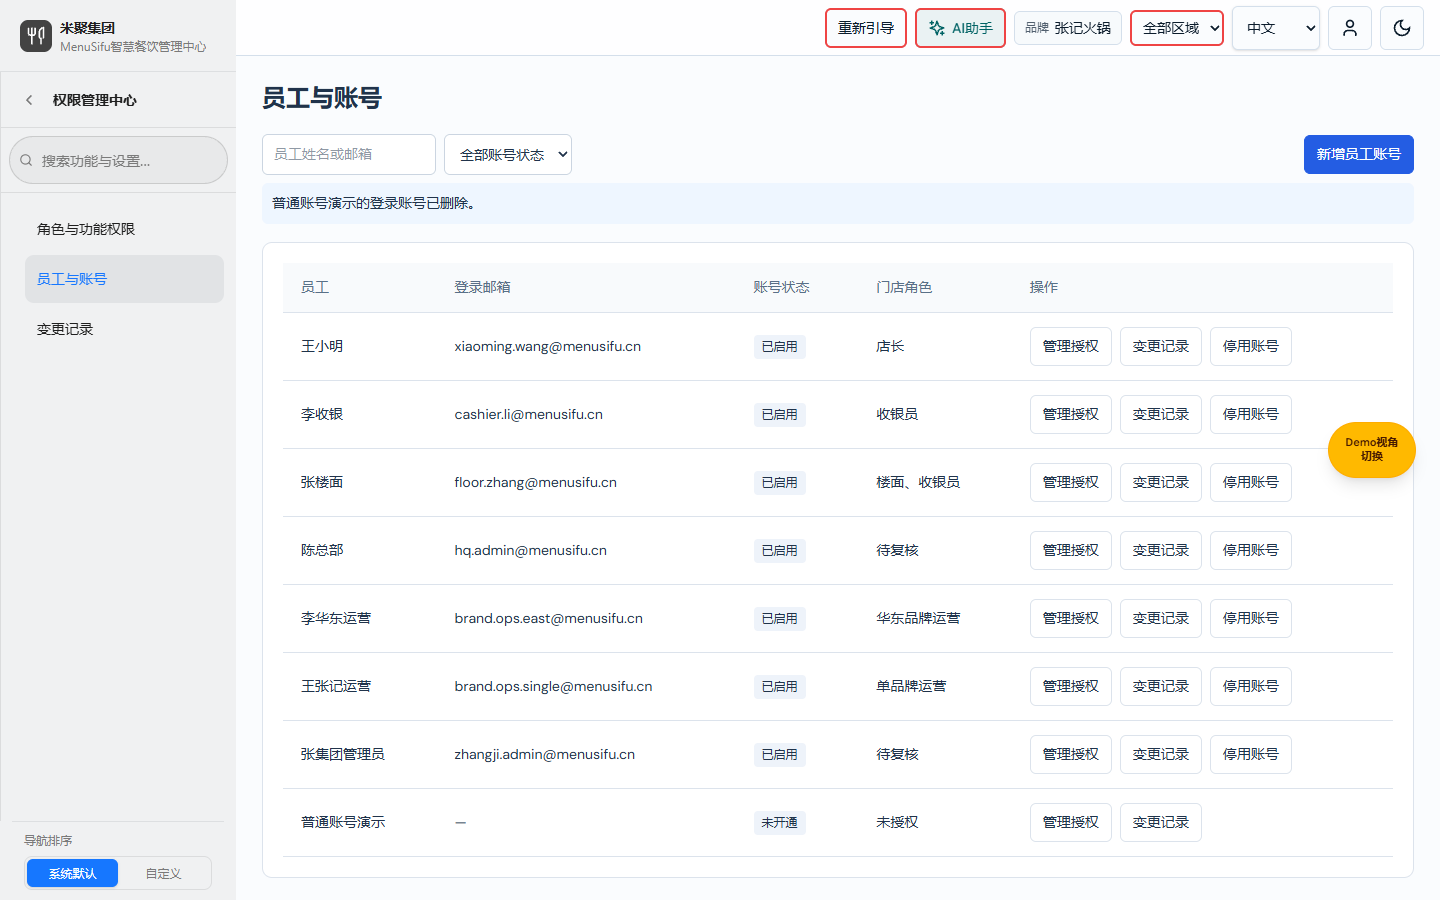 米聚集团
MenuSifu智慧餐饮管理中心
重新引导
AI助手
品牌 张记火锅
全部区域
中文
权限管理中心
搜索功能与设置...
角色与功能权限
员工与账号
变更记录
导航排序
系统默认
自定义
员工与账号
员工姓名或邮箱
全部账号状态
新增员工账号
普通账号演示的登录账号已删除。
员工 登录邮箱 账号状态 门店角色 操作
王小明 xiaoming.wang@menusifu.cn 已启用 店长 管理授权 变更记录 停用账号
李收银 cashier.li@menusifu.cn 已启用 收银员 管理授权 变更记录 停用账号
张楼面 floor.zhang@menusifu.cn 已启用 楼面、收银员 管理授权 变更记录 停用账号
陈总部 hq.admin@menusifu.cn 已启用 待复核 管理授权 变更记录 停用账号
李华东运营 brand.ops.east@menusifu.cn 已启用 华东品牌运营 管理授权 变更记录 停用账号
王张记运营 brand.ops.single@menusifu.cn 已启用 单品牌运营 管理授权 变更记录 停用账号
张集团管理员 zhangji.admin@menusifu.cn 已启用 待复核 管理授权 变更记录 停用账号
普通账号演示 — 未开通 未授权 管理授权 变更记录
Demo视角
切换